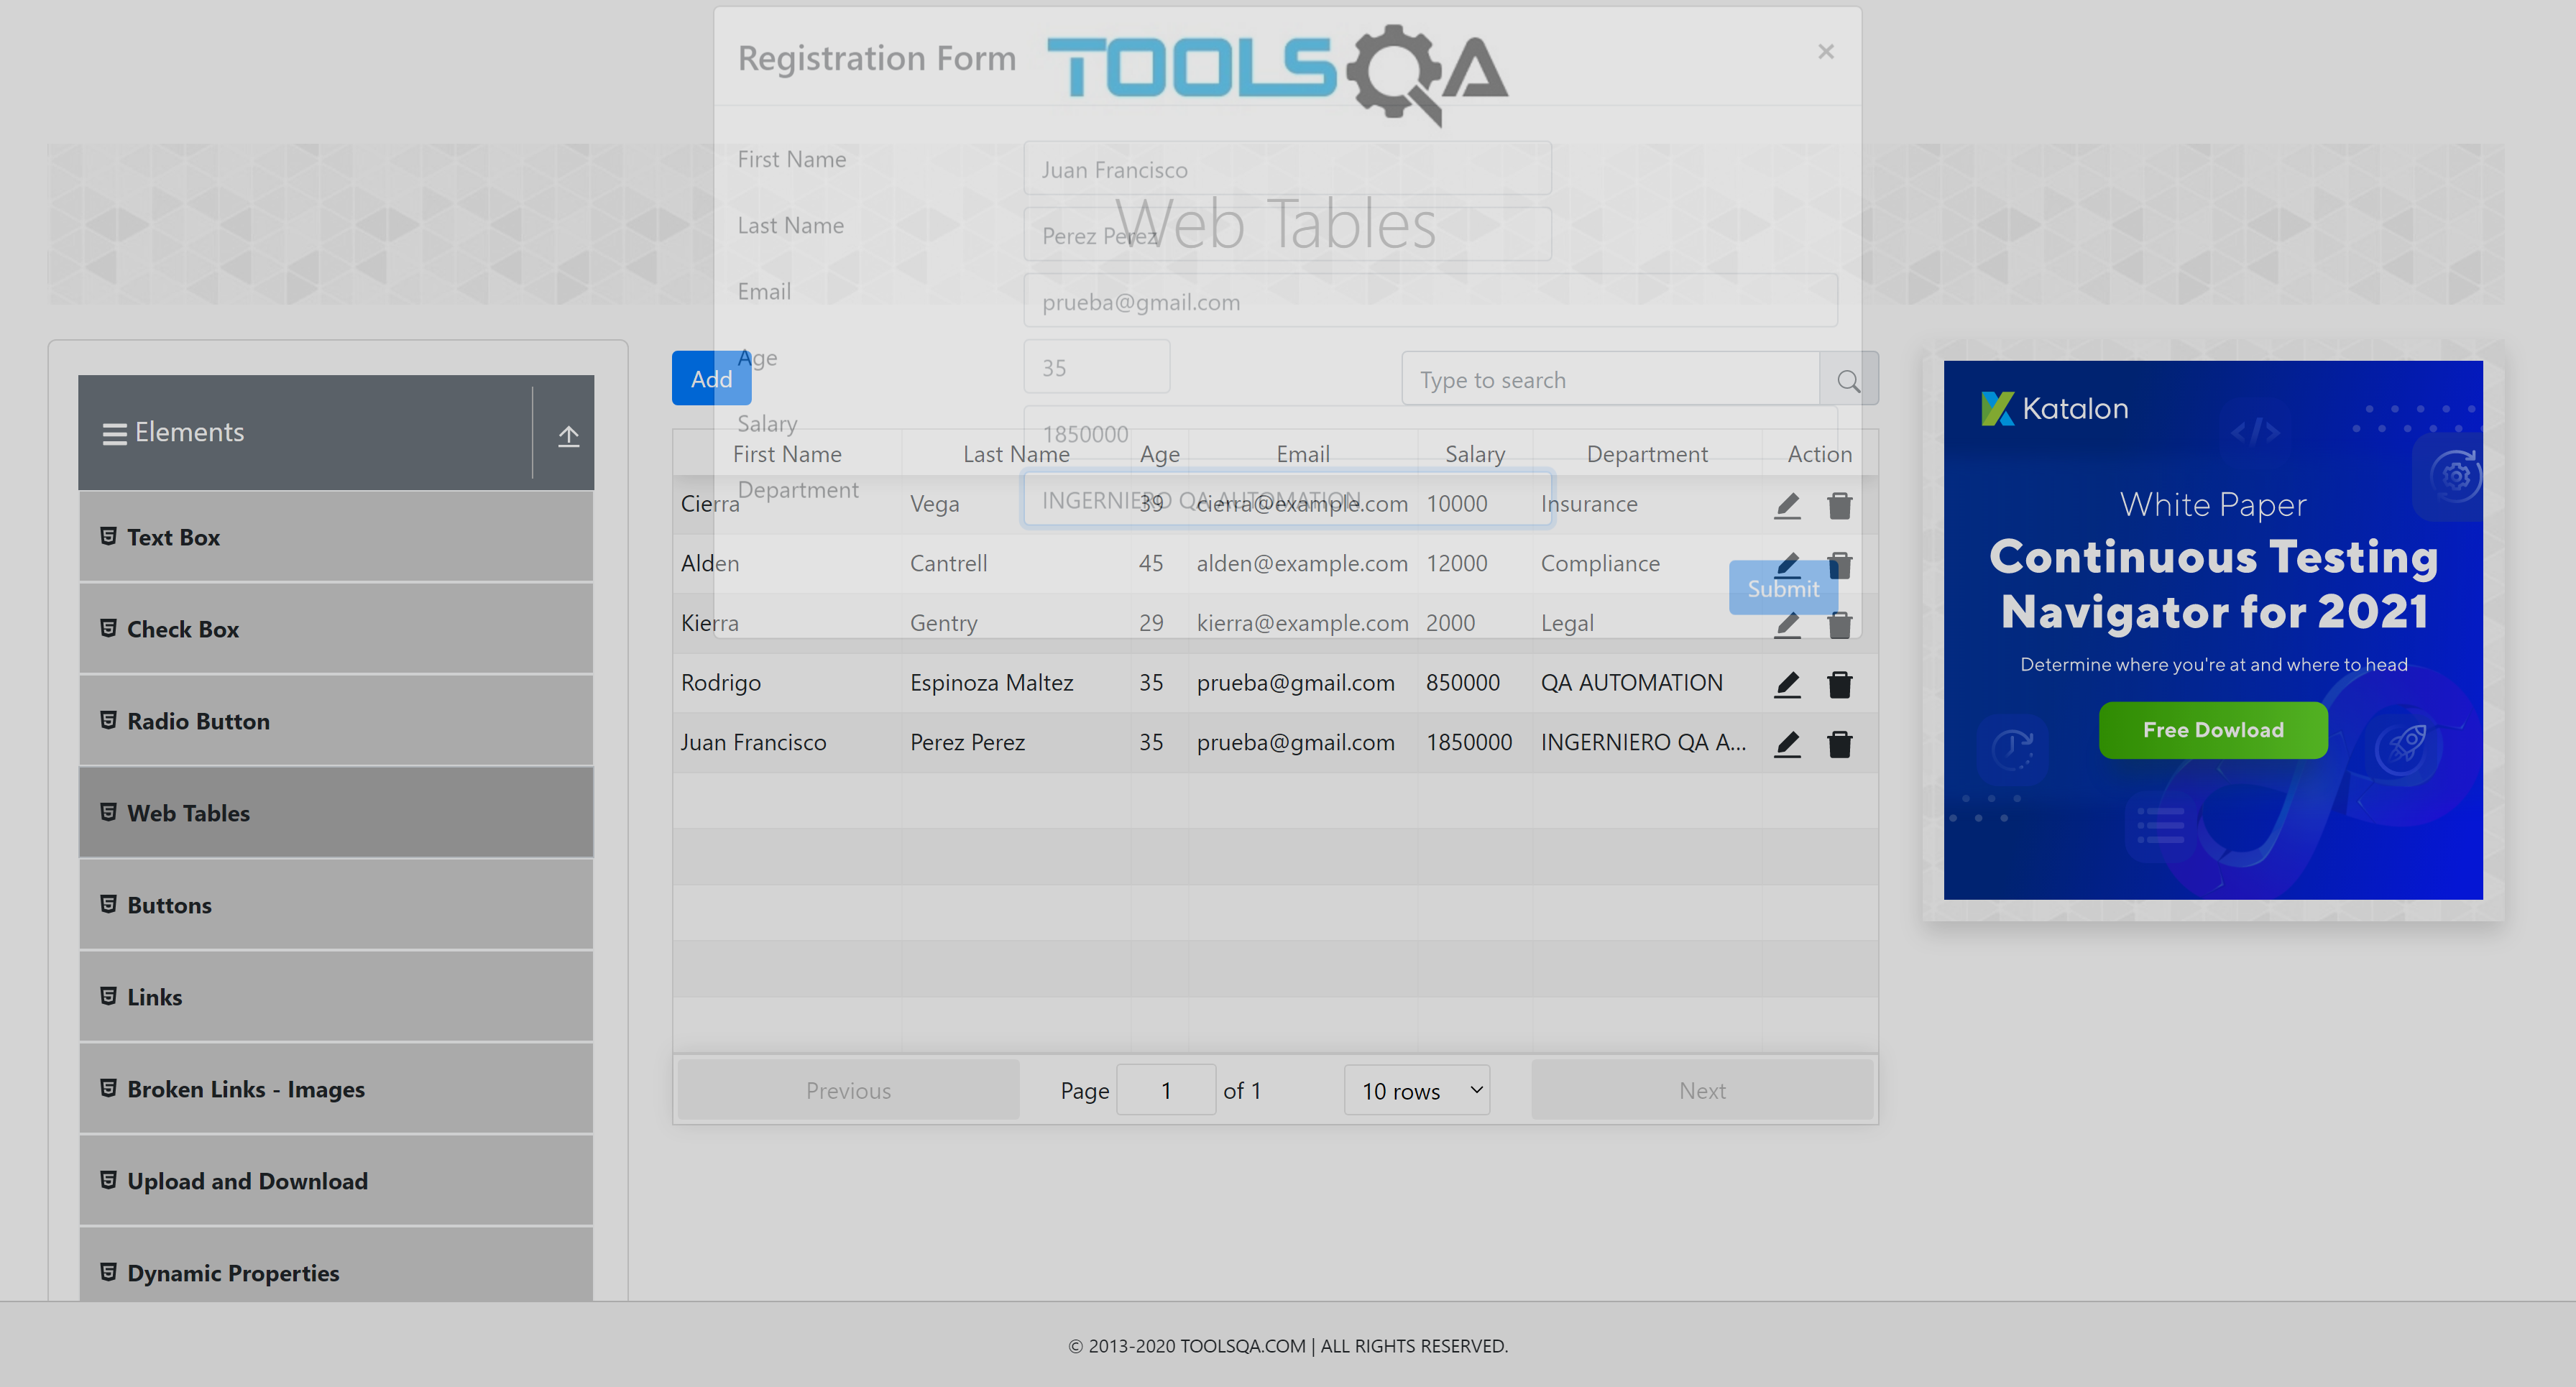 Registration Form
TOOLSQA
×
First Name
Juan Francisco
Web Tables
Last Name
Perez Perez
Email
prueba@gmail.com
Age
35
Salary
1850000
Department
INGERNIERO QA AUTOMATION
Submit
Elements
Text Box
Check Box
Radio Button
Web Tables
Buttons
Links
Broken Links - Images
Upload and Download
Dynamic Properties
Add
Type to search
First Name Last Name Age Email Salary Department Action
Cierra Vega 39 cierra@example.com 10000 Insurance
Alden Cantrell 45 alden@example.com 12000 Compliance
Kierra Gentry 29 kierra@example.com 2000 Legal
Rodrigo Espinoza Maltez 35 prueba@gmail.com 850000 QA AUTOMATION
Juan Francisco Perez Perez 35 prueba@gmail.com 1850000 INGERNIERO QA A...
Previous Page 1 of 1 10 rows Next
Katalon
</>
White Paper
Continuous Testing
Navigator for 2021
Determine where you're at and where to head
Free Dowload
© 2013-2020 TOOLSQA.COM | ALL RIGHTS RESERVED.